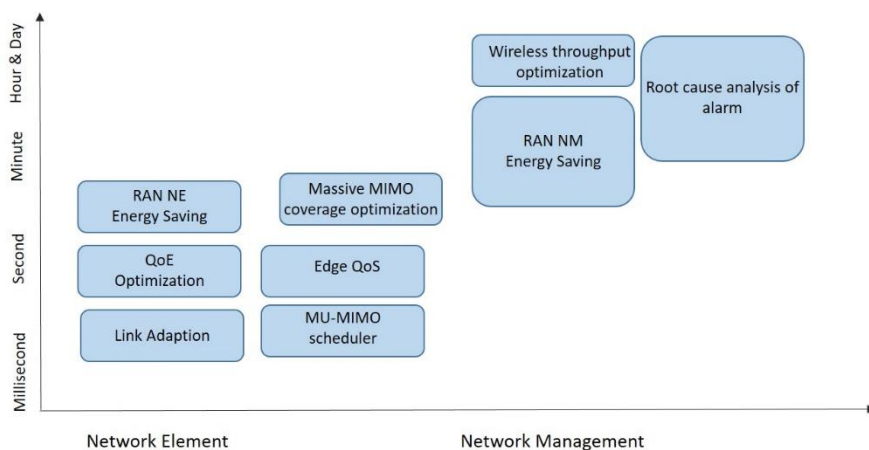 Hour & Day
Minute
Second
Millisecond
Wireless throughput
optimization
Root cause analysis of
alarm
RAN NM
Energy Saving
RAN NE
Energy Saving
Massive MIMO
coverage optimization
QoE
Optimization
Edge QoS
Link Adaption
MU-MIMO
scheduler
Network Element
Network Management